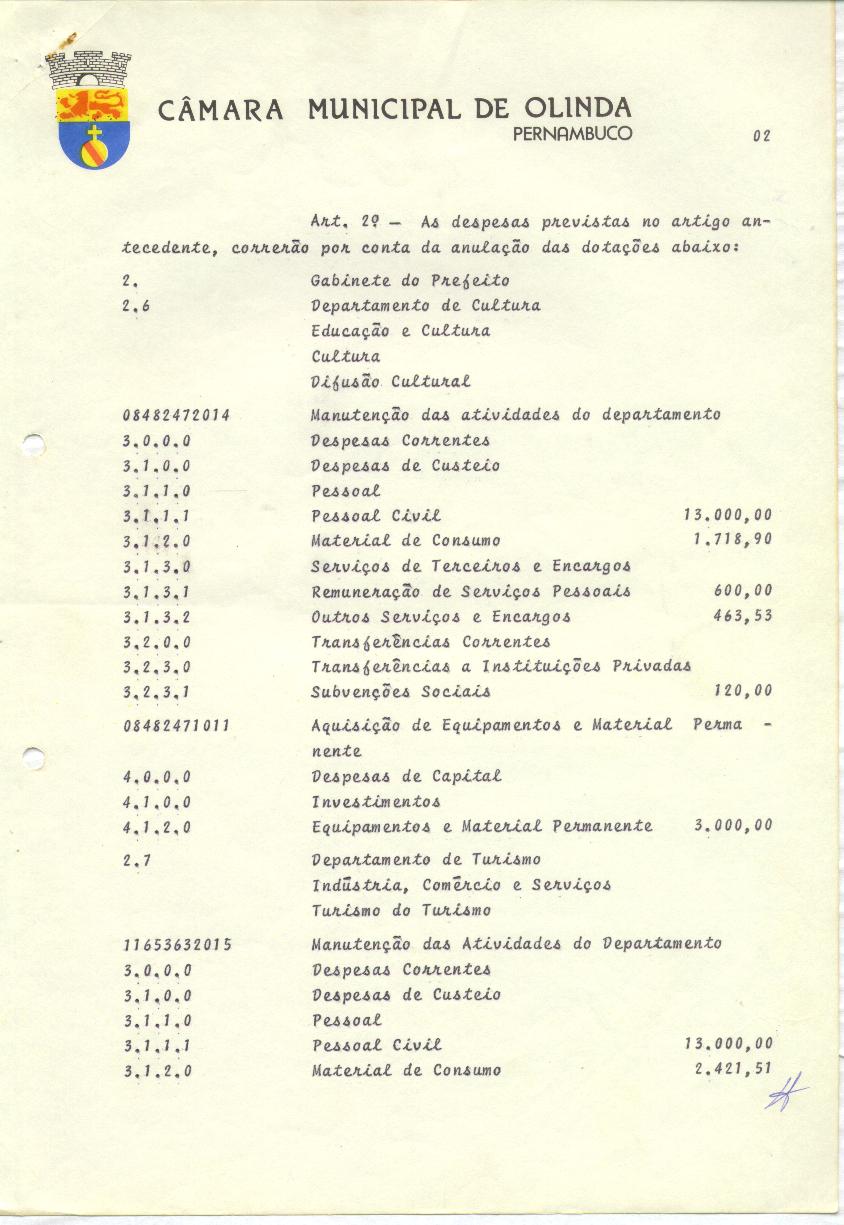 CÂMARA MUNICIPAL DE OLINDA
PERNAMBUCO
02
Art. 2º - As despesas previstas no artigo an-
tecedente, correrão por conta da anulação das dotações abaixo:
2. Gabinete do Prefeito
2.6 Departamento de Cultura
Educação e Cultura
Cultura
Difusão Cultural
08482472014 Manutenção das atividades do departamento
3.0.0.0 Despesas Correntes
3.1.0.0 Despesas de Custeio
3.1.1.0 Pessoal
3.1.1.1 Pessoal Civil 13.000,00
3.1.2.0 Material de Consumo 1.718,90
3.1.3.0 Serviços de Terceiros e Encargos
3.1.3.1 Remuneração de Serviços Pessoais 600,00
3.1.3.2 Outros Serviços e Encargos 463,53
3.2.0.0 Transferências Correntes
3.2.3.0 Transferências a Instituições Privadas
3.2.3.1 Subvenções Sociais 120,00
08482471011 Aquisição de Equipamentos e Material Perma -
nente
4.0.0.0 Despesas de Capital
4.1.0.0 Investimentos
4.1.2.0 Equipamentos e Material Permanente 3.000,00
2.7 Departamento de Turismo
Indústria, Comércio e Serviços
Turismo do Turismo
11653632015 Manutenção das Atividades do Departamento
3.0.0.0 Despesas Correntes
3.1.0.0 Despesas de Custeio
3.1.1.0 Pessoal
3.1.1.1 Pessoal Civil 13.000,00
3.1.2.0 Material de Consumo 2.421,51